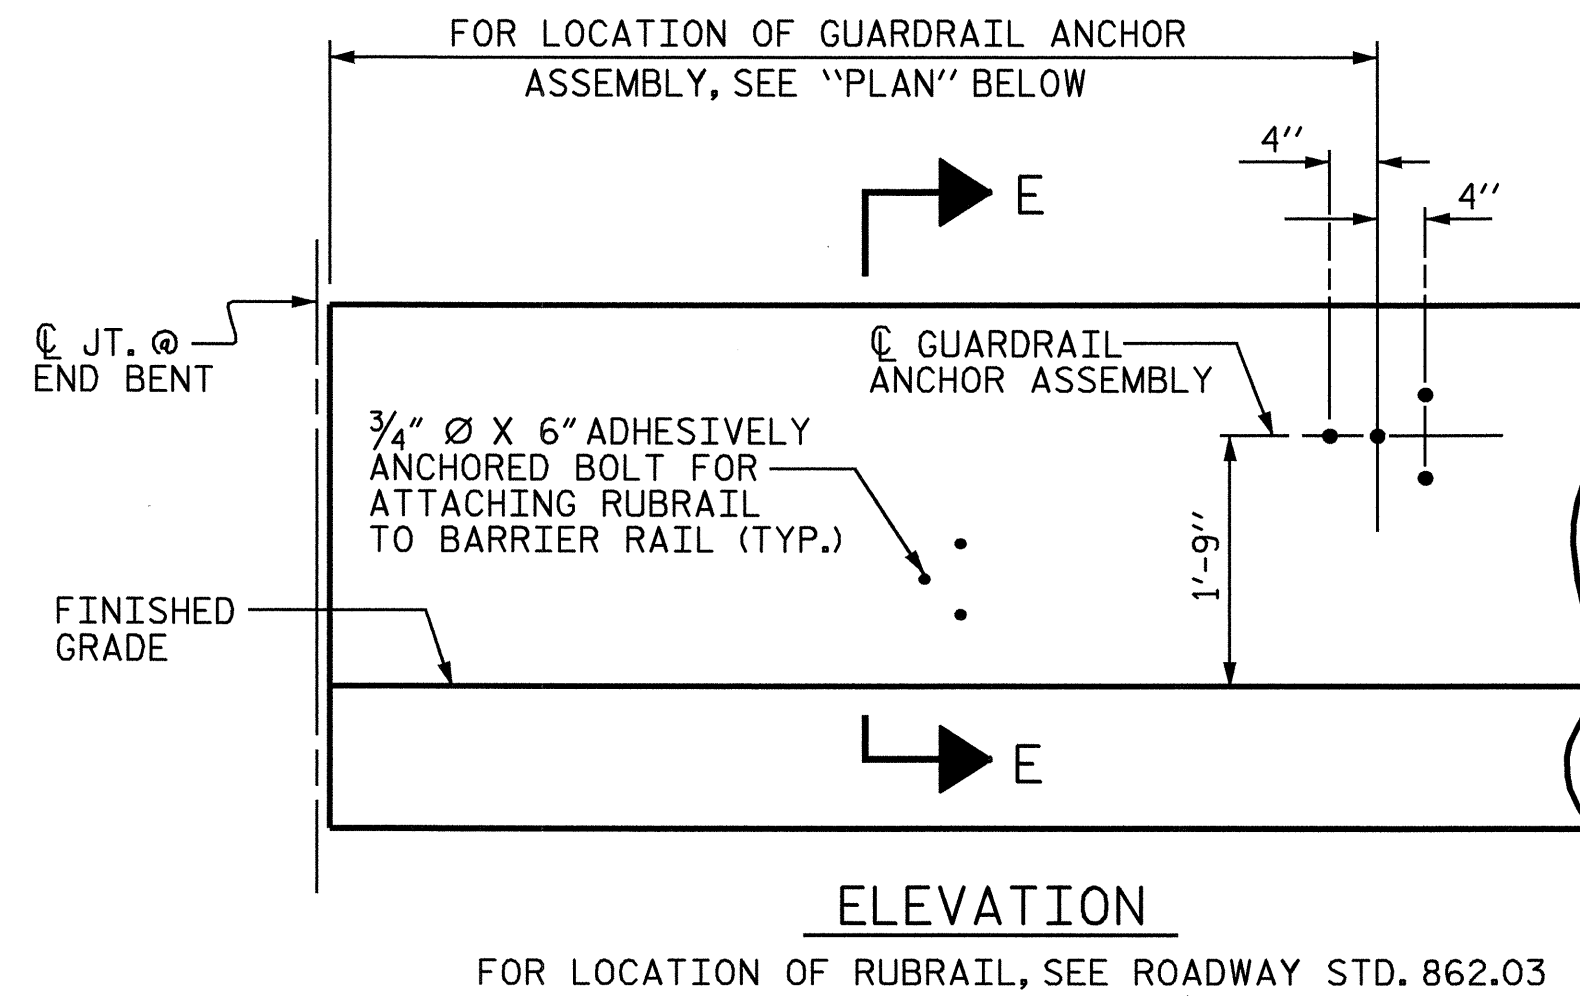 FOR LOCATION OF GUARDRAIL ANCHOR
ASSEMBLY, SEE "PLAN" BELOW
4"
4"
E
℄ JT. @
END BENT
℄ GUARDRAIL
ANCHOR ASSEMBLY
3/4" Ø X 6" ADHESIVELY
ANCHORED BOLT FOR
ATTACHING RUBRAIL
TO BARRIER RAIL (TYP.)
1'-9"
FINISHED
GRADE
E
ELEVATION
FOR LOCATION OF RUBRAIL, SEE ROADWAY STD. 862.03